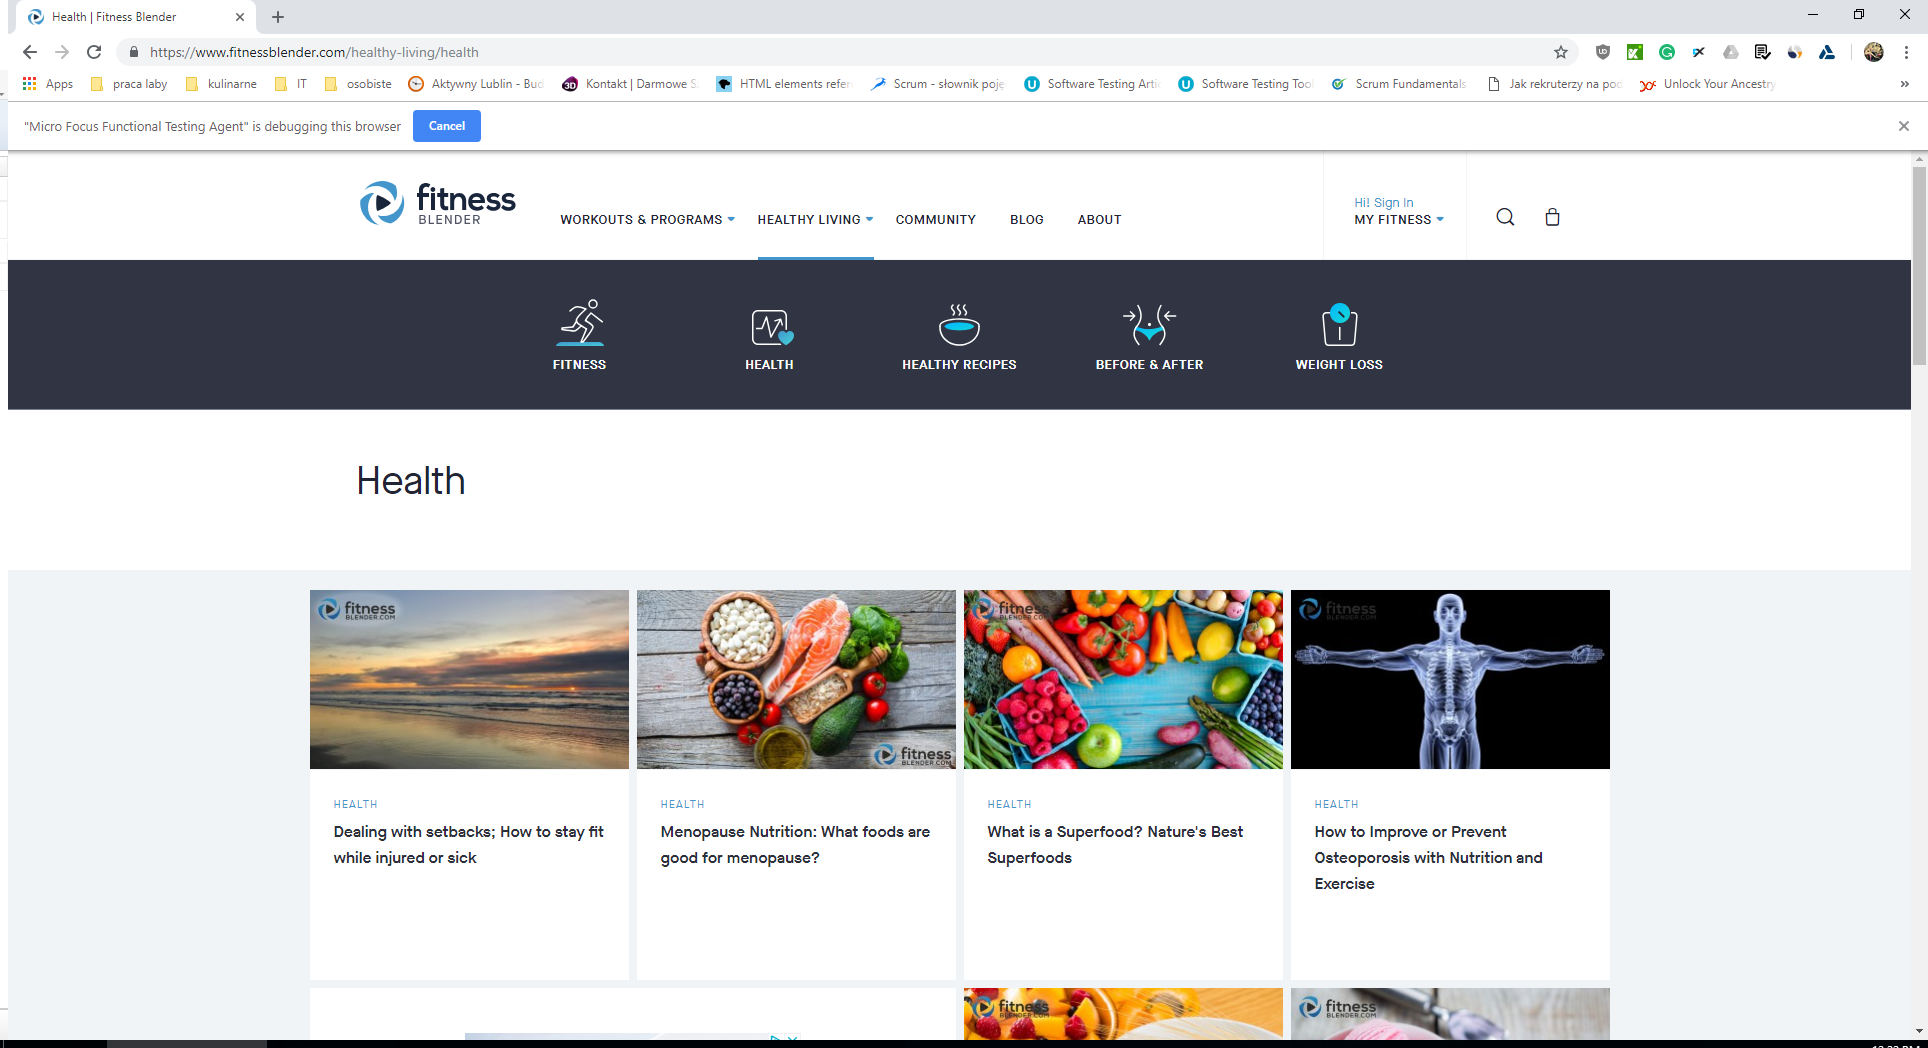 Health | Fitness Blender
https://www.fitnessblender.com/healthy-living/health
Apps praca laby kulinarne IT osobiste Aktywny Lublin - Bud Kontakt | Darmowe S HTML elements refere Scrum - słownik poję Software Testing Artic Software Testing Tool Scrum Fundamentals Jak rekruterzy na pod Unlock Your Ancestry
"Micro Focus Functional Testing Agent" is debugging this browser Cancel
fitness
BLENDER
WORKOUTS & PROGRAMS HEALTHY LIVING COMMUNITY BLOG ABOUT
Hi! Sign In
MY FITNESS
FITNESS HEALTH HEALTHY RECIPES BEFORE & AFTER WEIGHT LOSS
Health
fitness
BLENDER.COM
fitness
BLENDER.COM
fitness
BLENDER.COM
fitness
BLENDER.COM
HEALTH
Dealing with setbacks; How to stay fit
while injured or sick
HEALTH
Menopause Nutrition: What foods are
good for menopause?
HEALTH
What is a Superfood? Nature's Best
Superfoods
HEALTH
How to Improve or Prevent
Osteoporosis with Nutrition and
Exercise
fitness
BLENDER.COM
fitness
BLENDER.COM